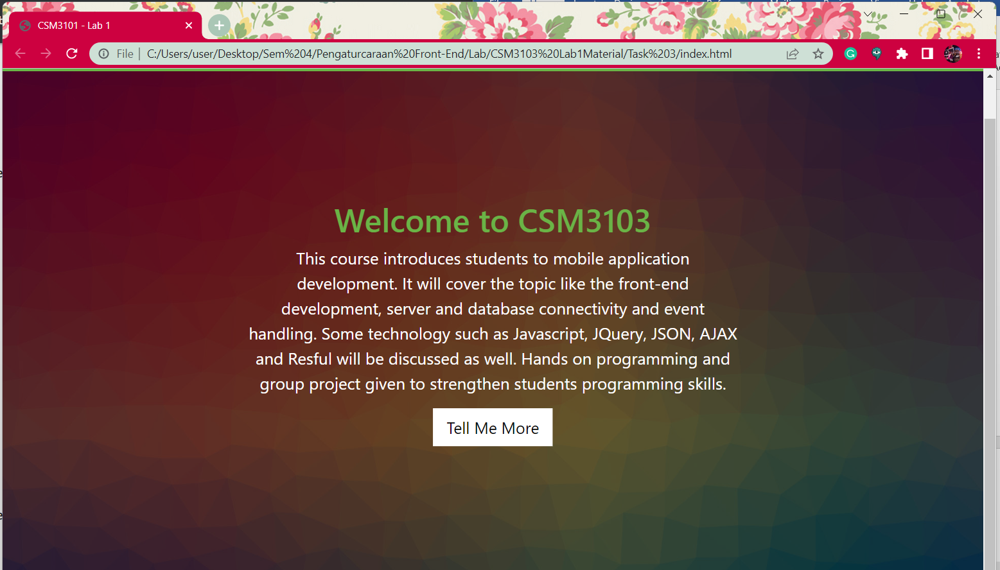 CSM3101 - Lab 1
File
C:/Users/user/Desktop/Sem%204/Pengaturcaraan%20Front-End/Lab/CSM3103%20Lab1Material/Task%203/index.html
Welcome to CSM3103
This course introduces students to mobile application
development. It will cover the topic like the front-end
development, server and database connectivity and event
handling. Some technology such as Javascript, JQuery, JSON, AJAX
and Resful will be discussed as well. Hands on programming and
group project given to strengthen students programming skills.
Tell Me More